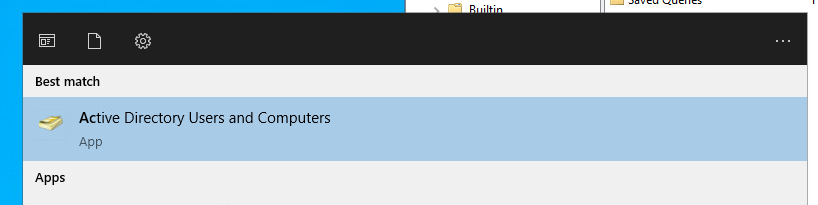 Builtin
Saved Queries
Best match
Active Directory Users and Computers
App
Apps